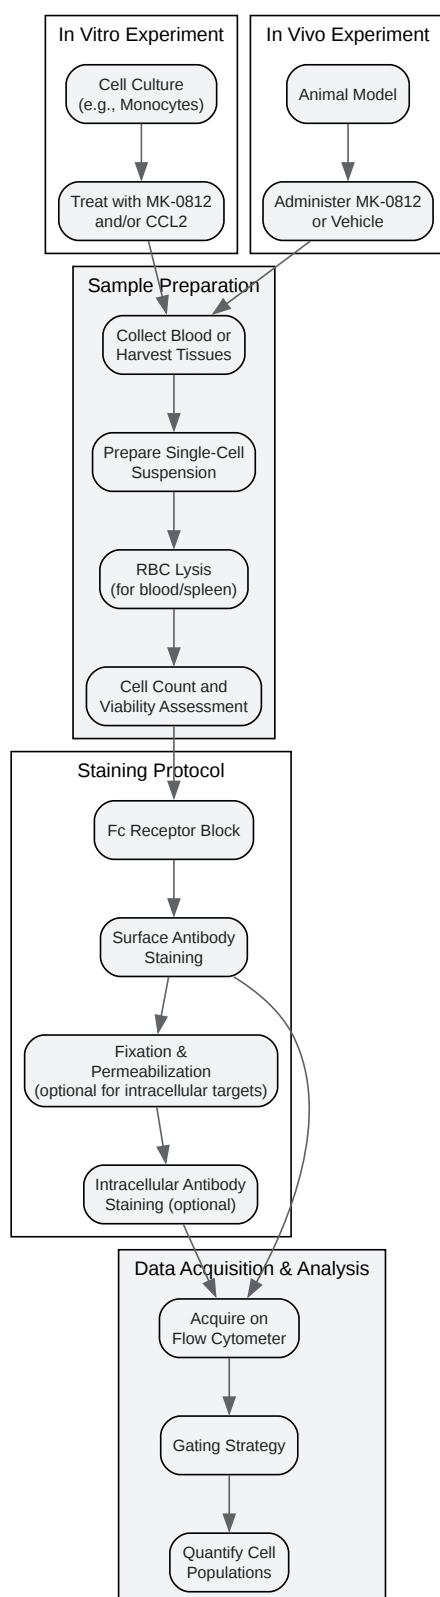 In Vitro Experiment
In Vivo Experiment
Cell Culture
(e.g., Monocytes)
Animal Model
Treat with MK-0812
and/or CCL2
Administer MK-0812
or Vehicle
Sample Preparation
Collect Blood or
Harvest Tissues
Prepare Single-Cell
Suspension
RBC Lysis
(for blood/spleen)
Cell Count and
Viability Assessment
Staining Protocol
Fc Receptor Block
Surface Antibody
Staining
Fixation &
Permeabilization
(optional for intracellular targets)
Intracellular Antibody
Staining (optional)
Data Acquisition & Analysis
Acquire on
Flow Cytometer
Gating Strategy
Quantify Cell
Populations